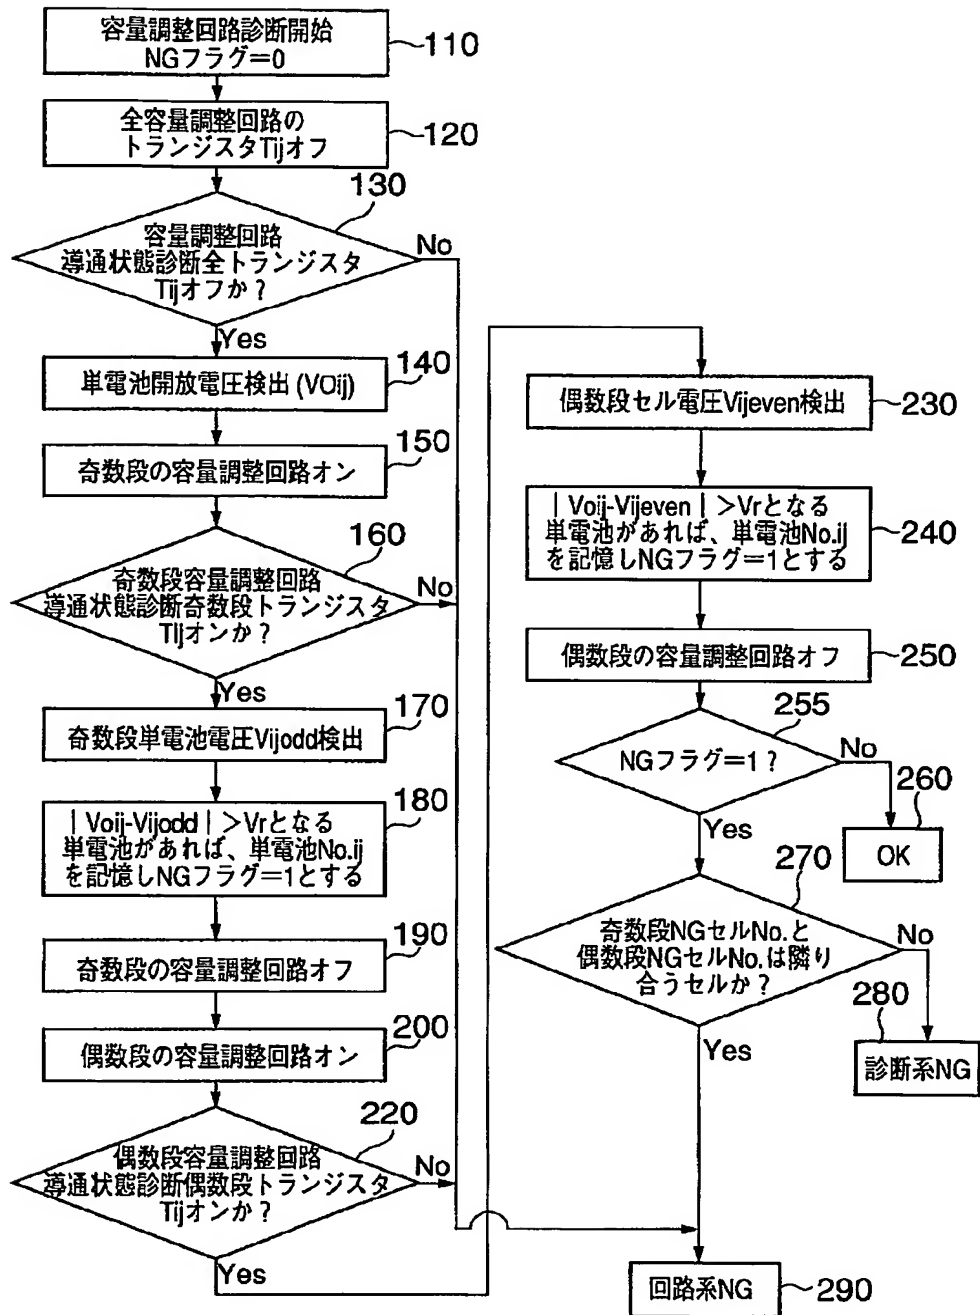 容量調整回路診断開始
NGフラグ=0
110
全容量調整回路の
トランジスタTijオフ
120
130
容量調整回路
導通状態診断全トランジスタ
Tijオフか?
No
Yes
単電池開放電圧検出(VOij)
140
奇数段の容量調整回路オン
150
160
奇数段容量調整回路
導通状態診断奇数段トランジスタ
Tijオンか?
No
Yes
奇数段単電池電圧Vijodd検出
170
|Voij-Vijodd|>Vrとなる
単電池があれば、単電池No.ij
を記憶しNGフラグ=1とする
180
奇数段の容量調整回路オフ
190
偶数段の容量調整回路オン
200
220
偶数段容量調整回路
導通状態診断偶数段トランジスタ
Tijオンか?
No
Yes
偶数段セル電圧Vijeven検出
230
|Voij-Vijeven|>Vrとなる
単電池があれば、単電池No.ij
を記憶しNGフラグ=1とする
240
偶数段の容量調整回路オフ
250
255
NGフラグ=1?
No
Yes
260
OK
270
奇数段NGセルNo.と
偶数段NGセルNo.は隣り
合うセルか?
No
Yes
280
診断系NG
回路系NG
290